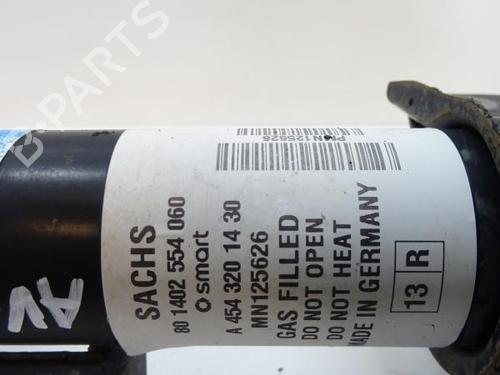 SACHS
80 1402 554 060
smart
A 454 320 14 30
MN125626
GAS FILLED
DO NOT OPEN
DO NOT HEAT
MADE IN GERMANY
13 R
B-PARTS
AV